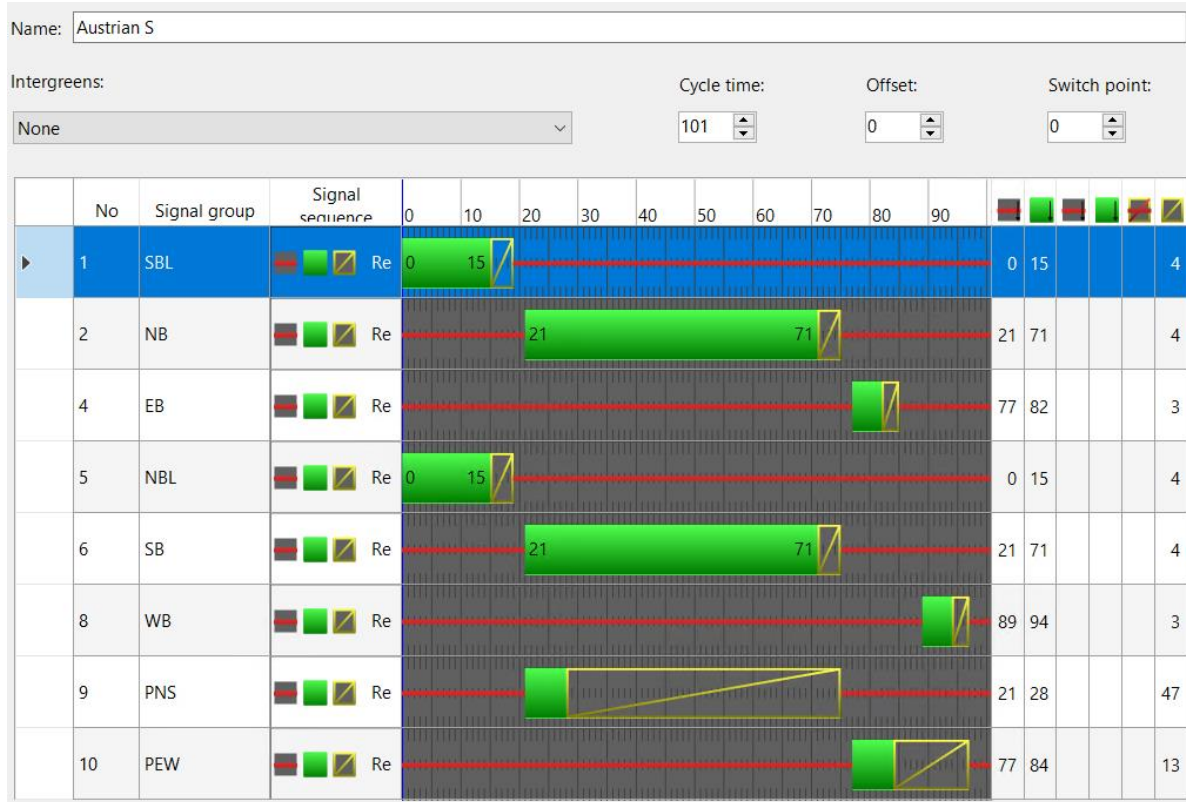 Name: Austrian S
Intergreens: Cycle time: Offset: Switch point:
None 101 0 0
No Signal group Signal sequence 0 10 20 30 40 50 60 70 80 90
1 SBL Re 0 15 0 15 4
2 NB Re 21 71 21 71 4
4 EB Re 77 82 3
5 NBL Re 0 15 0 15 4
6 SB Re 21 71 21 71 4
8 WB Re 89 94 3
9 PNS Re 21 28 47
10 PEW Re 77 84 13